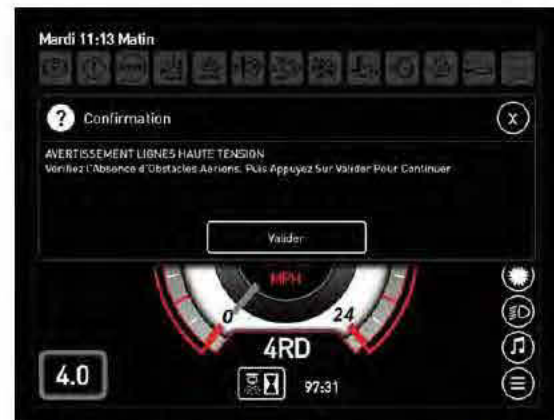 Mardi 11:13 Matin
? Confirmation X
AVERTISSEMENT LIGNES HAUTE TENSION
Vérifiez l'Absence d'Obstacles Aériens, Puis Appuyez Sur Valider Pour Continuer
Valider
MPH
0 24
4RD
4.0
97:31